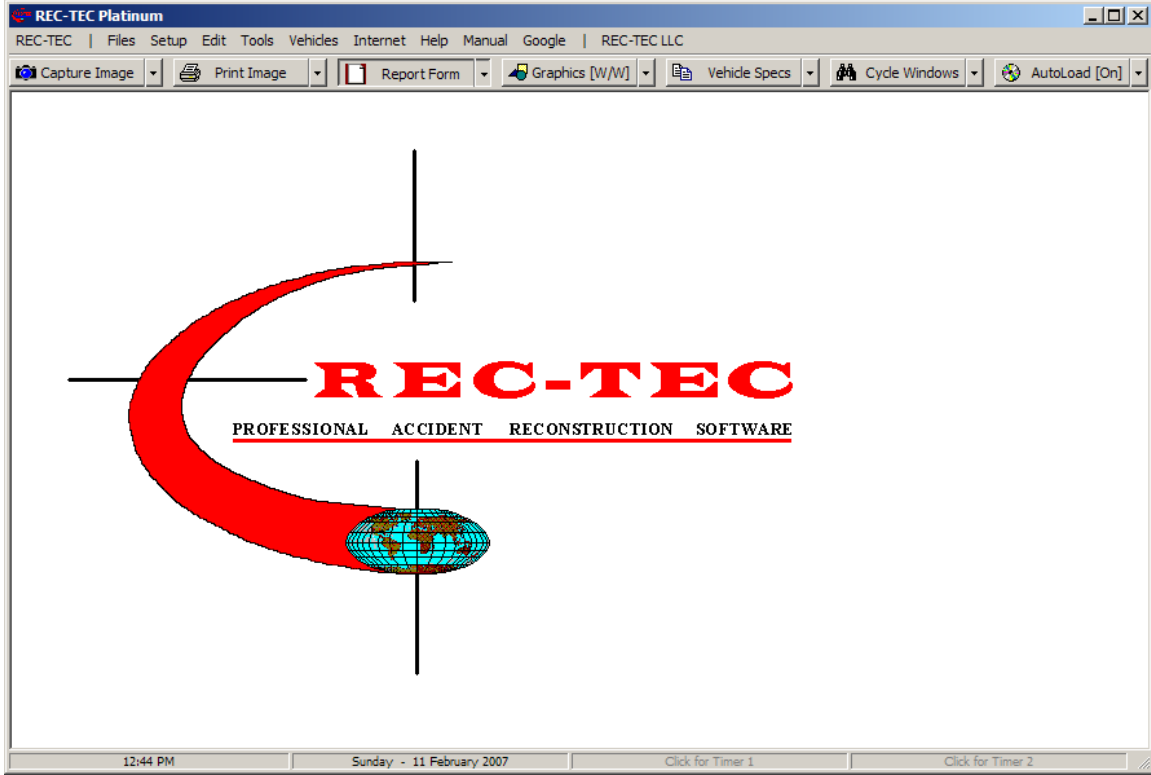 REC-TEC Platinum
REC-TEC | Files Setup Edit Tools Vehicles Internet Help Manual Google | REC-TEC LLC
Capture Image Print Image Report Form Graphics [W/W] Vehicle Specs Cycle Windows AutoLoad [On]
REC-TEC
PROFESSIONAL ACCIDENT RECONSTRUCTION SOFTWARE
12:44 PM Sunday - 11 February 2007 Click for Timer 1 Click for Timer 2